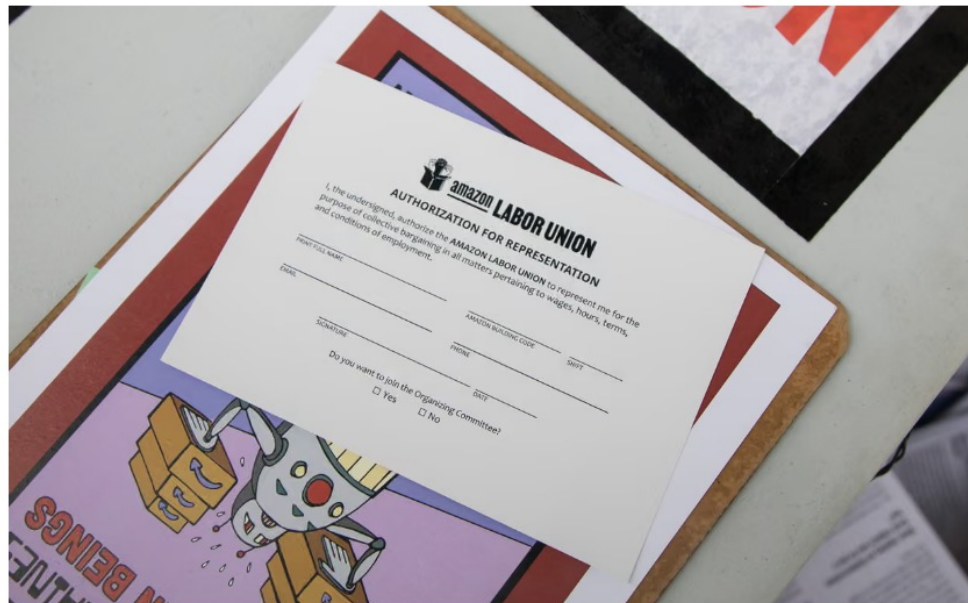 amazon LABOR UNION
AUTHORIZATION FOR REPRESENTATION
I, the undersigned, authorize the AMAZON LABOR UNION to represent me for the
purpose of collective bargaining in all matters pertaining to wages, hours, terms,
and conditions of employment.
PRINT FULL NAME
AMAZON BUILDING CODE
SHIFT
EMAIL
PHONE
SIGNATURE
DATE
Do you want to join the Organizing Committee?
☐ Yes ☐ No
BEINGS